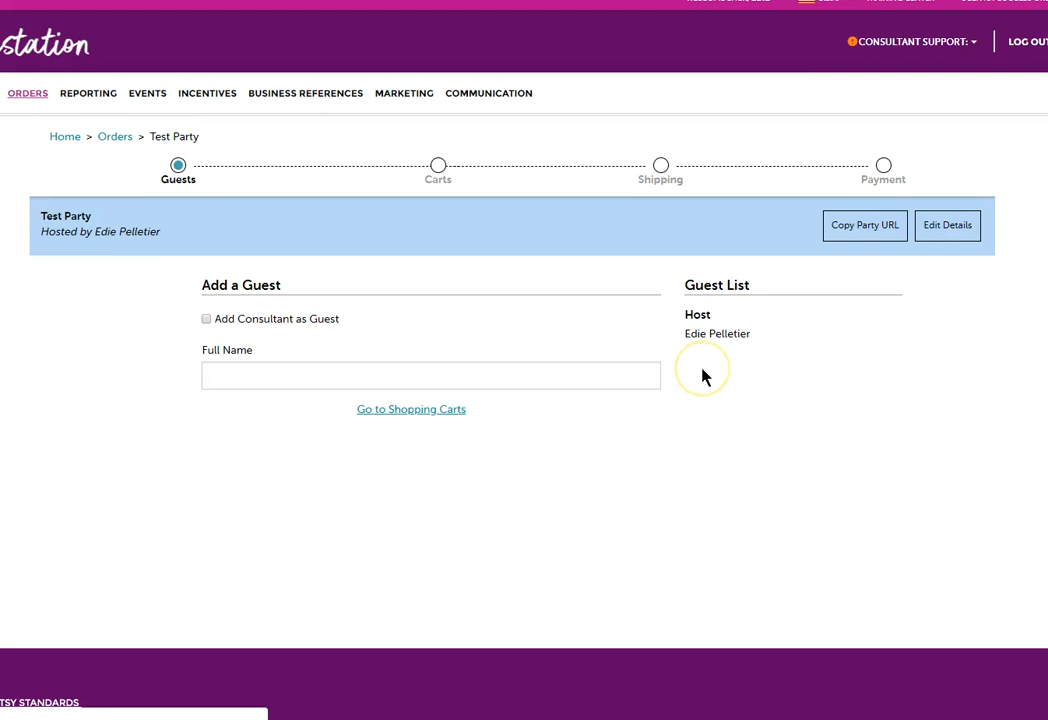 station
CONSULTANT SUPPORT:
LOG OUT
ORDERS REPORTING EVENTS INCENTIVES BUSINESS REFERENCES MARKETING COMMUNICATION
Home > Orders > Test Party
Guests Carts Shipping Payment
Test Party
Hosted by Edie Pelletier
Copy Party URL Edit Details
Add a Guest
Add Consultant as Guest
Full Name
Go to Shopping Carts
Guest List
Host
Edie Pelletier
TSY STANDARDS